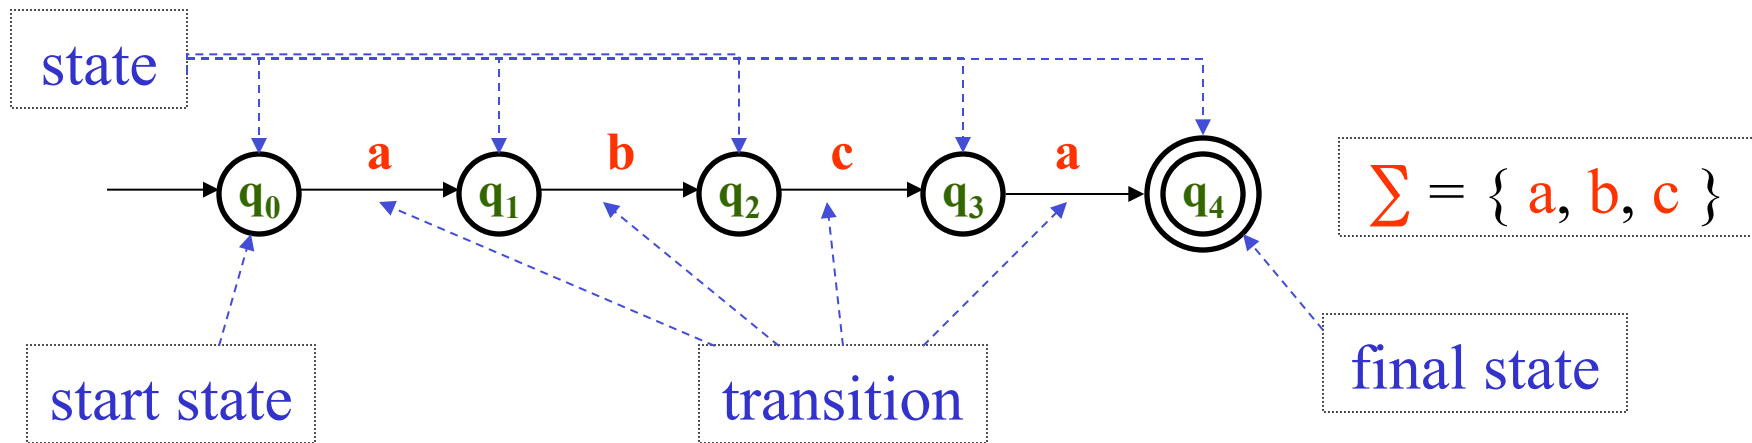 state
a b c a
q₀ q₁ q₂ q₃ q₄
∑ = { a, b, c }
start state
transition
final state